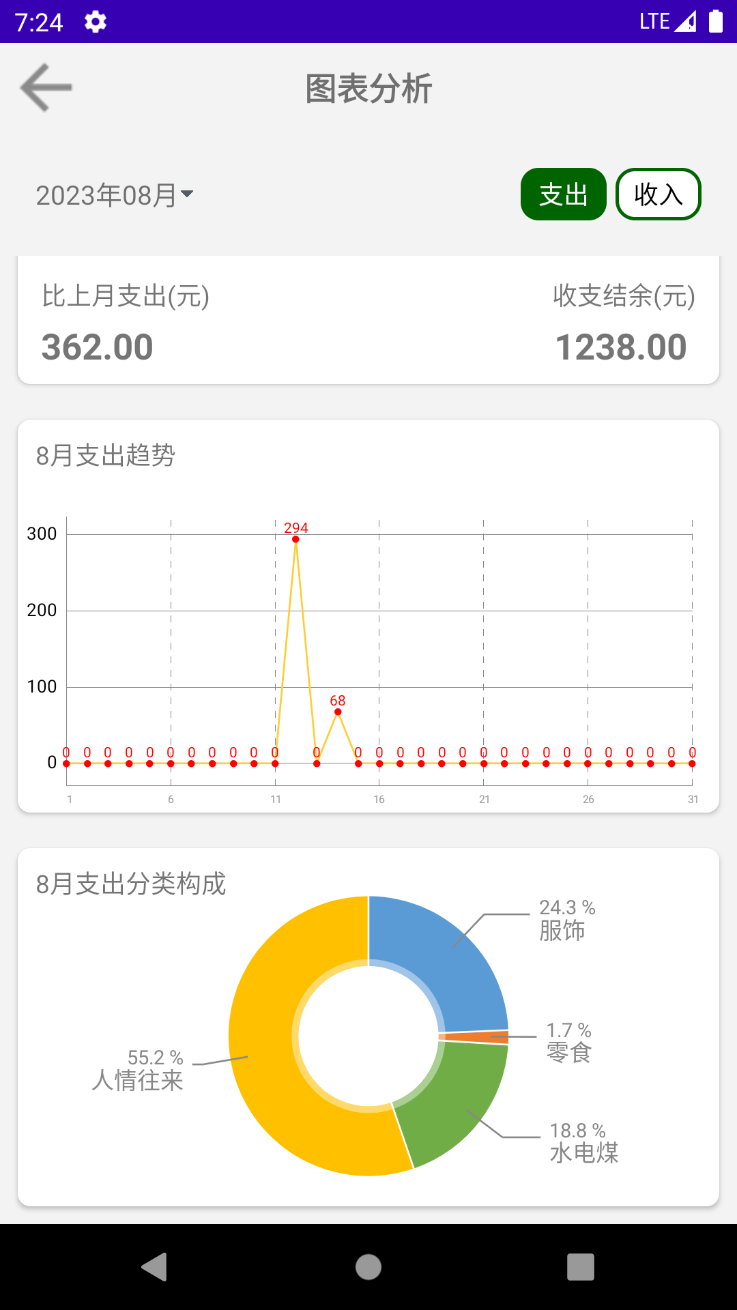 7:24 LTE
图表分析
2023年08月 支出 收入
比上月支出(元) 收支结余(元)
362.00 1238.00
8月支出趋势
300
200
100
0
294
68
0 0 0 0 0 0 0 0 0 0 0 0 0 0 0 0 0 0 0 0 0 0 0 0 0 0 0 0 0
1 6 11 16 21 26 31
8月支出分类构成
24.3 %
服饰
1.7 %
零食
55.2 %
人情往来
18.8 %
水电煤